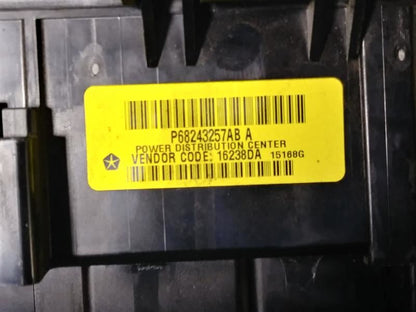 P68243257AB A
POWER DISTRIBUTION CENTER
VENDOR CODE: 16238DA 15168G